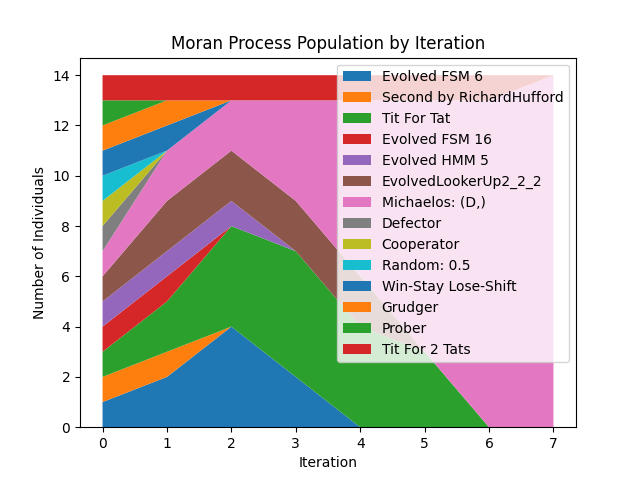 Moran Process Population by Iteration
Number of Individuals
14
12
10
8
6
4
2
0
Evolved FSM 6
Second by RichardHufford
Tit For Tat
Evolved FSM 16
Evolved HMM 5
EvolvedLookerUp2_2_2
Michaelos: (D,)
Defector
Cooperator
Random: 0.5
Win-Stay Lose-Shift
Grudger
Prober
Tit For 2 Tats
0 1 2 3 4 5 6 7
Iteration